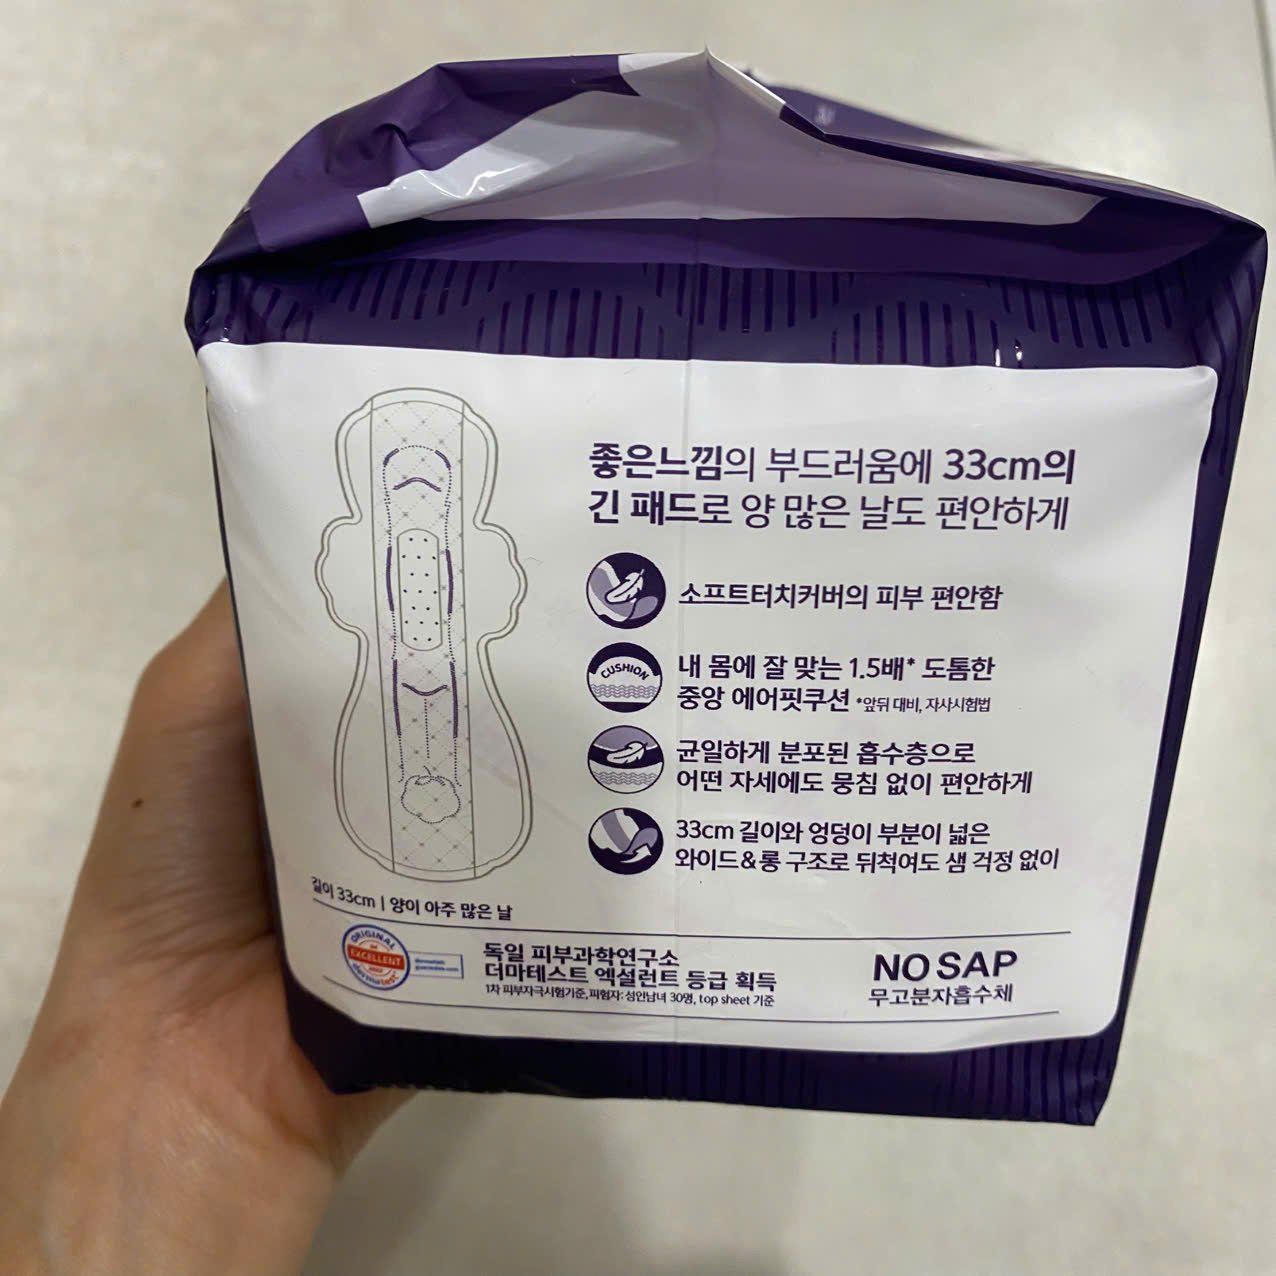 좋은느낌의 부드러움에 33cm의
긴 패드로 양 많은 날도 편안하게
소프트터치커버의 피부 편안함
CUSHION
내 몸에 잘 맞는 1.5배* 도톰한
중앙 에어핏쿠션 *앞뒤 대비, 자사시험법
균일하게 분포된 흡수층으로
어떤 자세에도 뭉침 없이 편안하게
33cm 길이와 엉덩이 부분이 넓은
와이드&롱 구조로 뒤척여도 샘 걱정 없이
길이 33cm | 양이 아주 많은 날
ORIGINAL
EXCELLENT
dermatest
독일 피부과학연구소
더마테스트 엑설런트 등급 획득
1차 피부자극시험기준, 피험자: 성인남녀 30명, top sheet 기준
NO SAP
무고분자흡수체